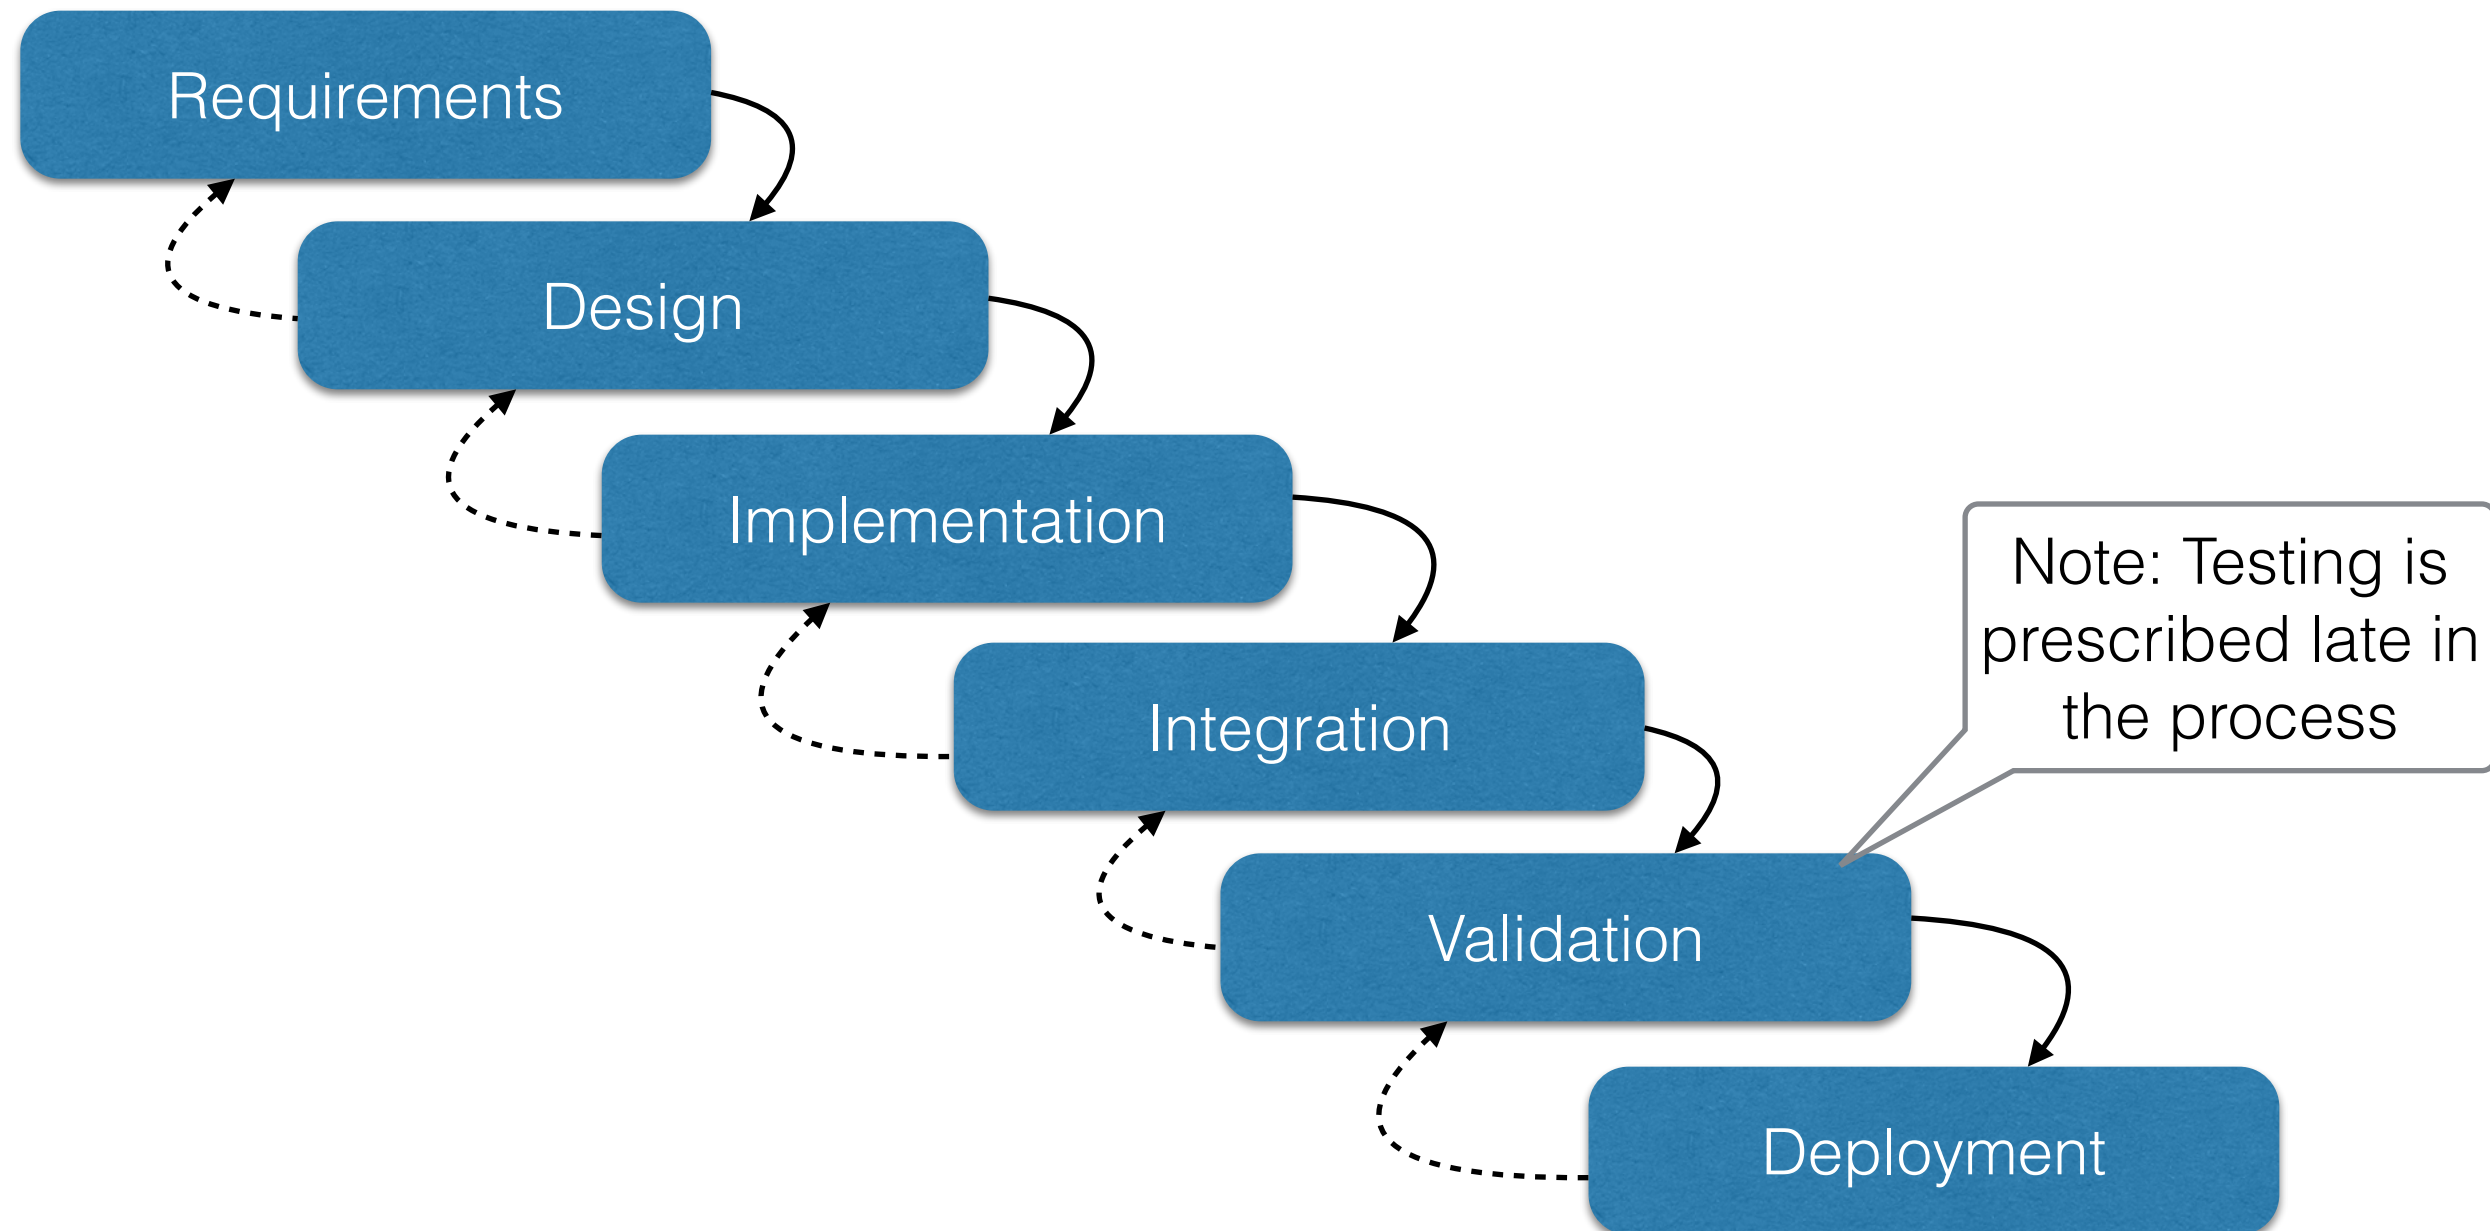 Requirements
Design
Implementation
Integration
Note: Testing is
prescribed late in
the process
Validation
Deployment